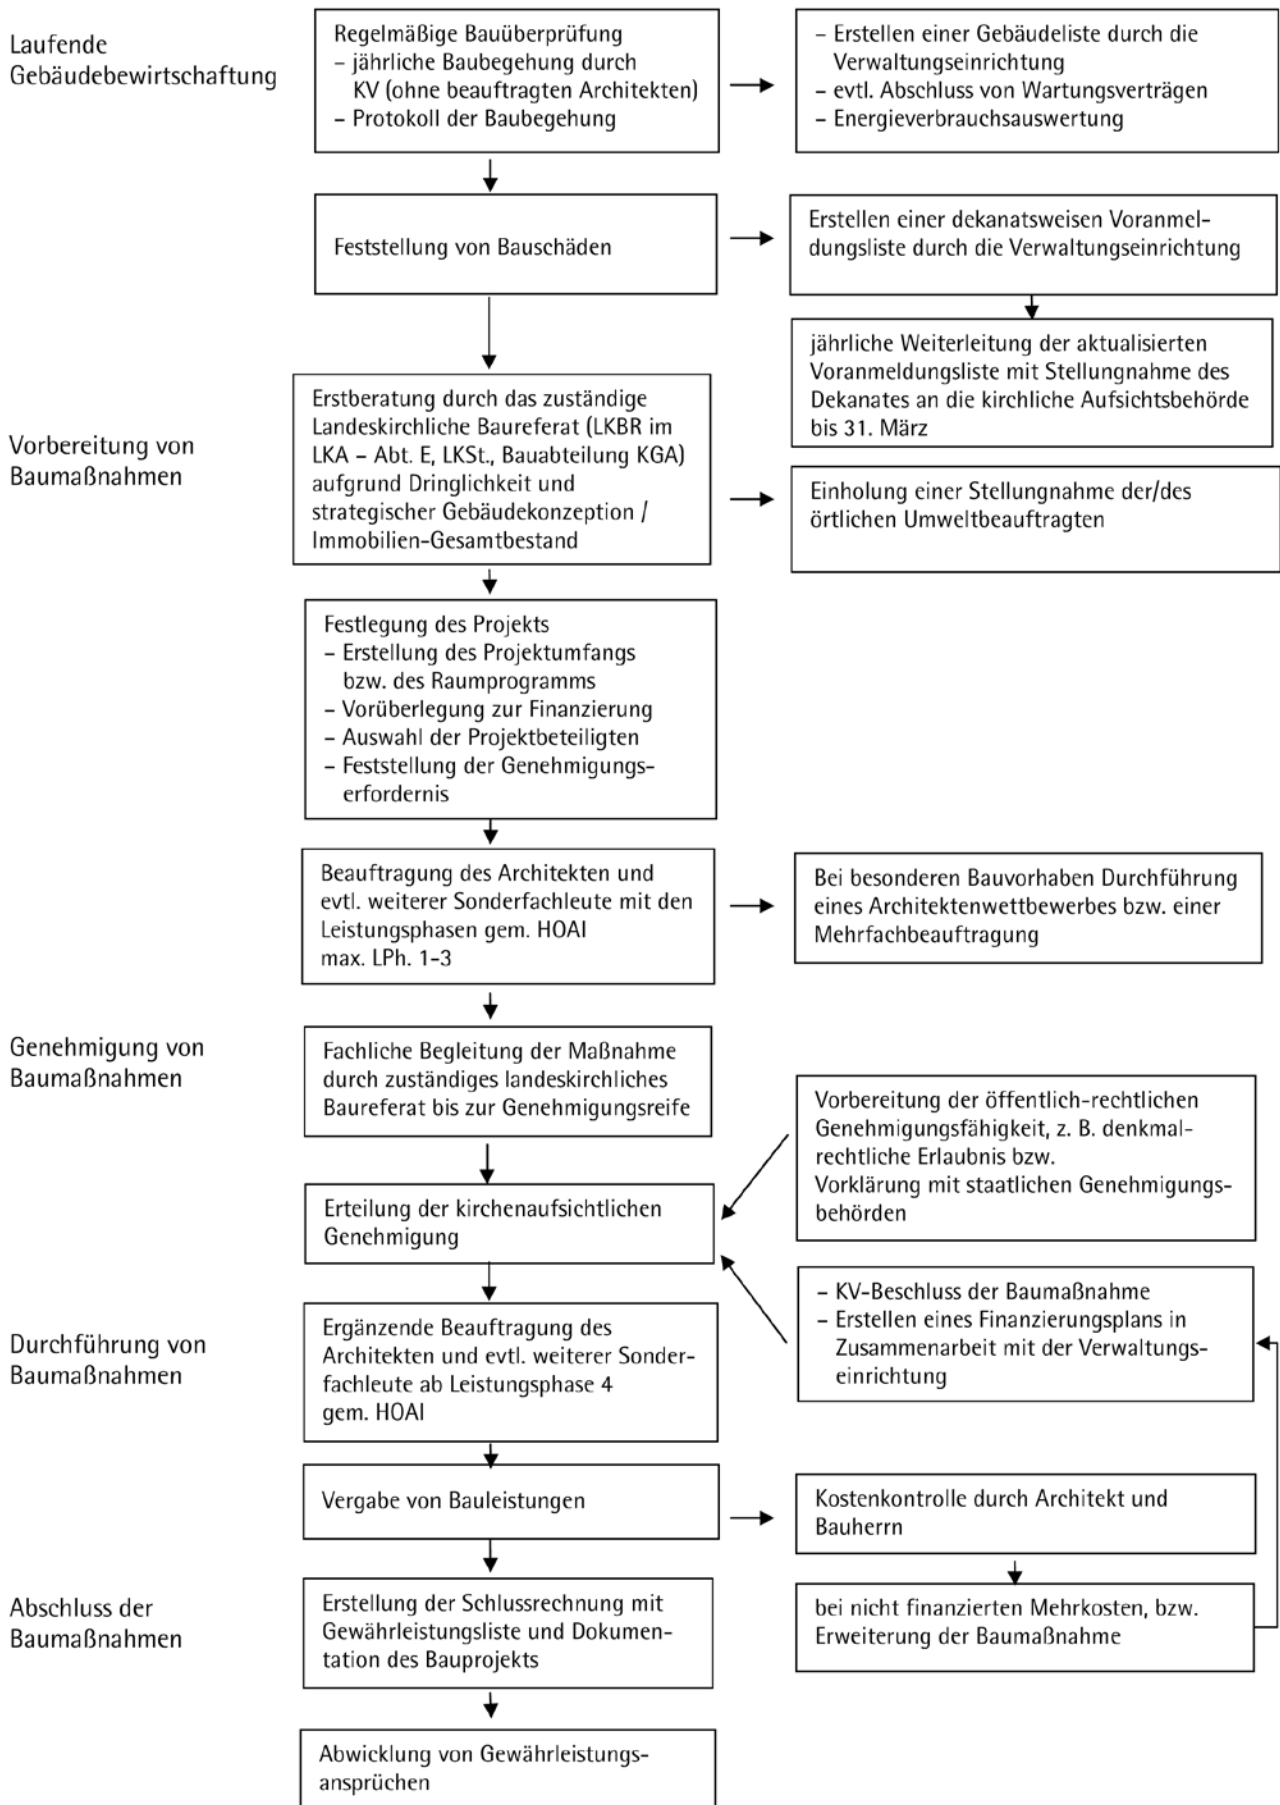 Laufende
Gebäudebewirtschaftung
Regelmäßige Bauüberprüfung
– jährliche Baubegehung durch
KV (ohne beauftragten Architekten)
– Protokoll der Baubegehung
– Erstellen einer Gebäudeliste durch die
Verwaltungseinrichtung
– evtl. Abschluss von Wartungsverträgen
– Energieverbrauchsauswertung
Feststellung von Bauschäden
Erstellen einer dekanatsweisen Voranmel-
dungsliste durch die Verwaltungseinrichtung
jährliche Weiterleitung der aktualisierten
Voranmeldungsliste mit Stellungnahme des
Dekanates an die kirchliche Aufsichtsbehörde
bis 31. März
Vorbereitung von
Baumaßnahmen
Erstberatung durch das zuständige
Landeskirchliche Baureferat (LKBR im
LKA – Abt. E, LKSt., Bauabteilung KGA)
aufgrund Dringlichkeit und
strategischer Gebäudekonzeption /
Immobilien-Gesamtbestand
Einholung einer Stellungnahme der/des
örtlichen Umweltbeauftragten
Festlegung des Projekts
– Erstellung des Projektumfangs
bzw. des Raumprogramms
– Vorüberlegung zur Finanzierung
– Auswahl der Projektbeteiligten
– Feststellung der Genehmigungs-
erfordernis
Beauftragung des Architekten und
evtl. weiterer Sonderfachleute mit den
Leistungsphasen gem. HOAI
max. LPh. 1-3
Bei besonderen Bauvorhaben Durchführung
eines Architektenwettbewerbes bzw. einer
Mehrfachbeauftragung
Genehmigung von
Baumaßnahmen
Fachliche Begleitung der Maßnahme
durch zuständiges landeskirchliches
Baureferat bis zur Genehmigungsreife
Vorbereitung der öffentlich-rechtlichen
Genehmigungsfähigkeit, z. B. denkmal-
rechtliche Erlaubnis bzw.
Vorklärung mit staatlichen Genehmigungs-
behörden
Erteilung der kirchenaufsichtlichen
Genehmigung
– KV-Beschluss der Baumaßnahme
– Erstellen eines Finanzierungsplans in
Zusammenarbeit mit der Verwaltungs-
einrichtung
Durchführung von
Baumaßnahmen
Ergänzende Beauftragung des
Architekten und evtl. weiterer Sonder-
fachleute ab Leistungsphase 4
gem. HOAI
Vergabe von Bauleistungen
Kostenkontrolle durch Architekt und
Bauherrn
Abschluss der
Baumaßnahmen
Erstellung der Schlussrechnung mit
Gewährleistungsliste und Dokumen-
tation des Bauprojekts
bei nicht finanzierten Mehrkosten, bzw.
Erweiterung der Baumaßnahme
Abwicklung von Gewährleistungs-
ansprüchen